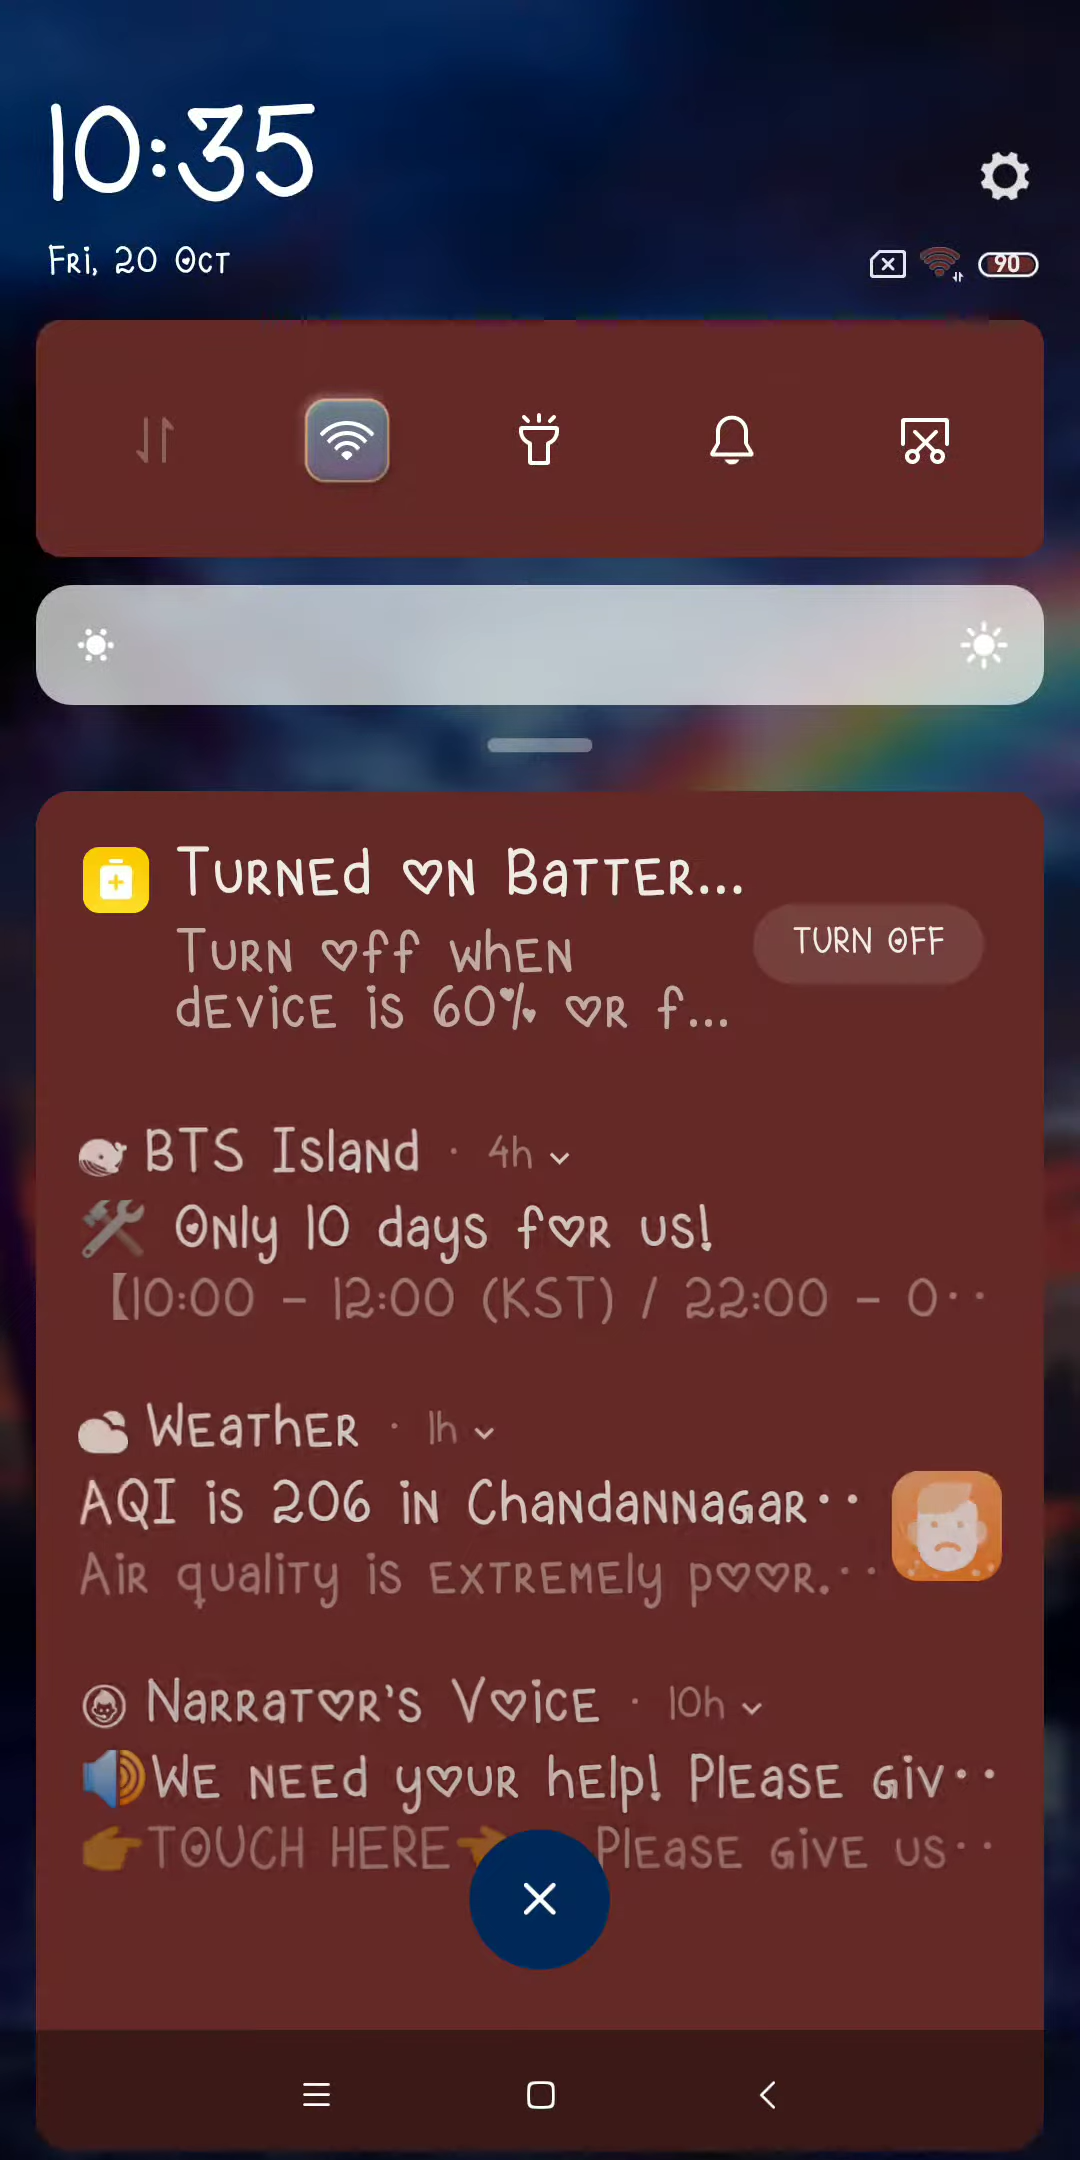 10:35
Fri, 20 Oct
90
Turned on Batter...
TURN OFF
Turn off when
device is 60% or f...
BTS Island · 4h
Only 10 days for us!
【10:00 - 12:00 (KST) / 22:00 - 0··
Weather · 1h
AQI is 206 in Chandannagar··
Air quality is extremely poor.··
Narrator's Voice · 10h
🔊We need your help! Please giv··
👉TOUCH HERE👈 Please give us··